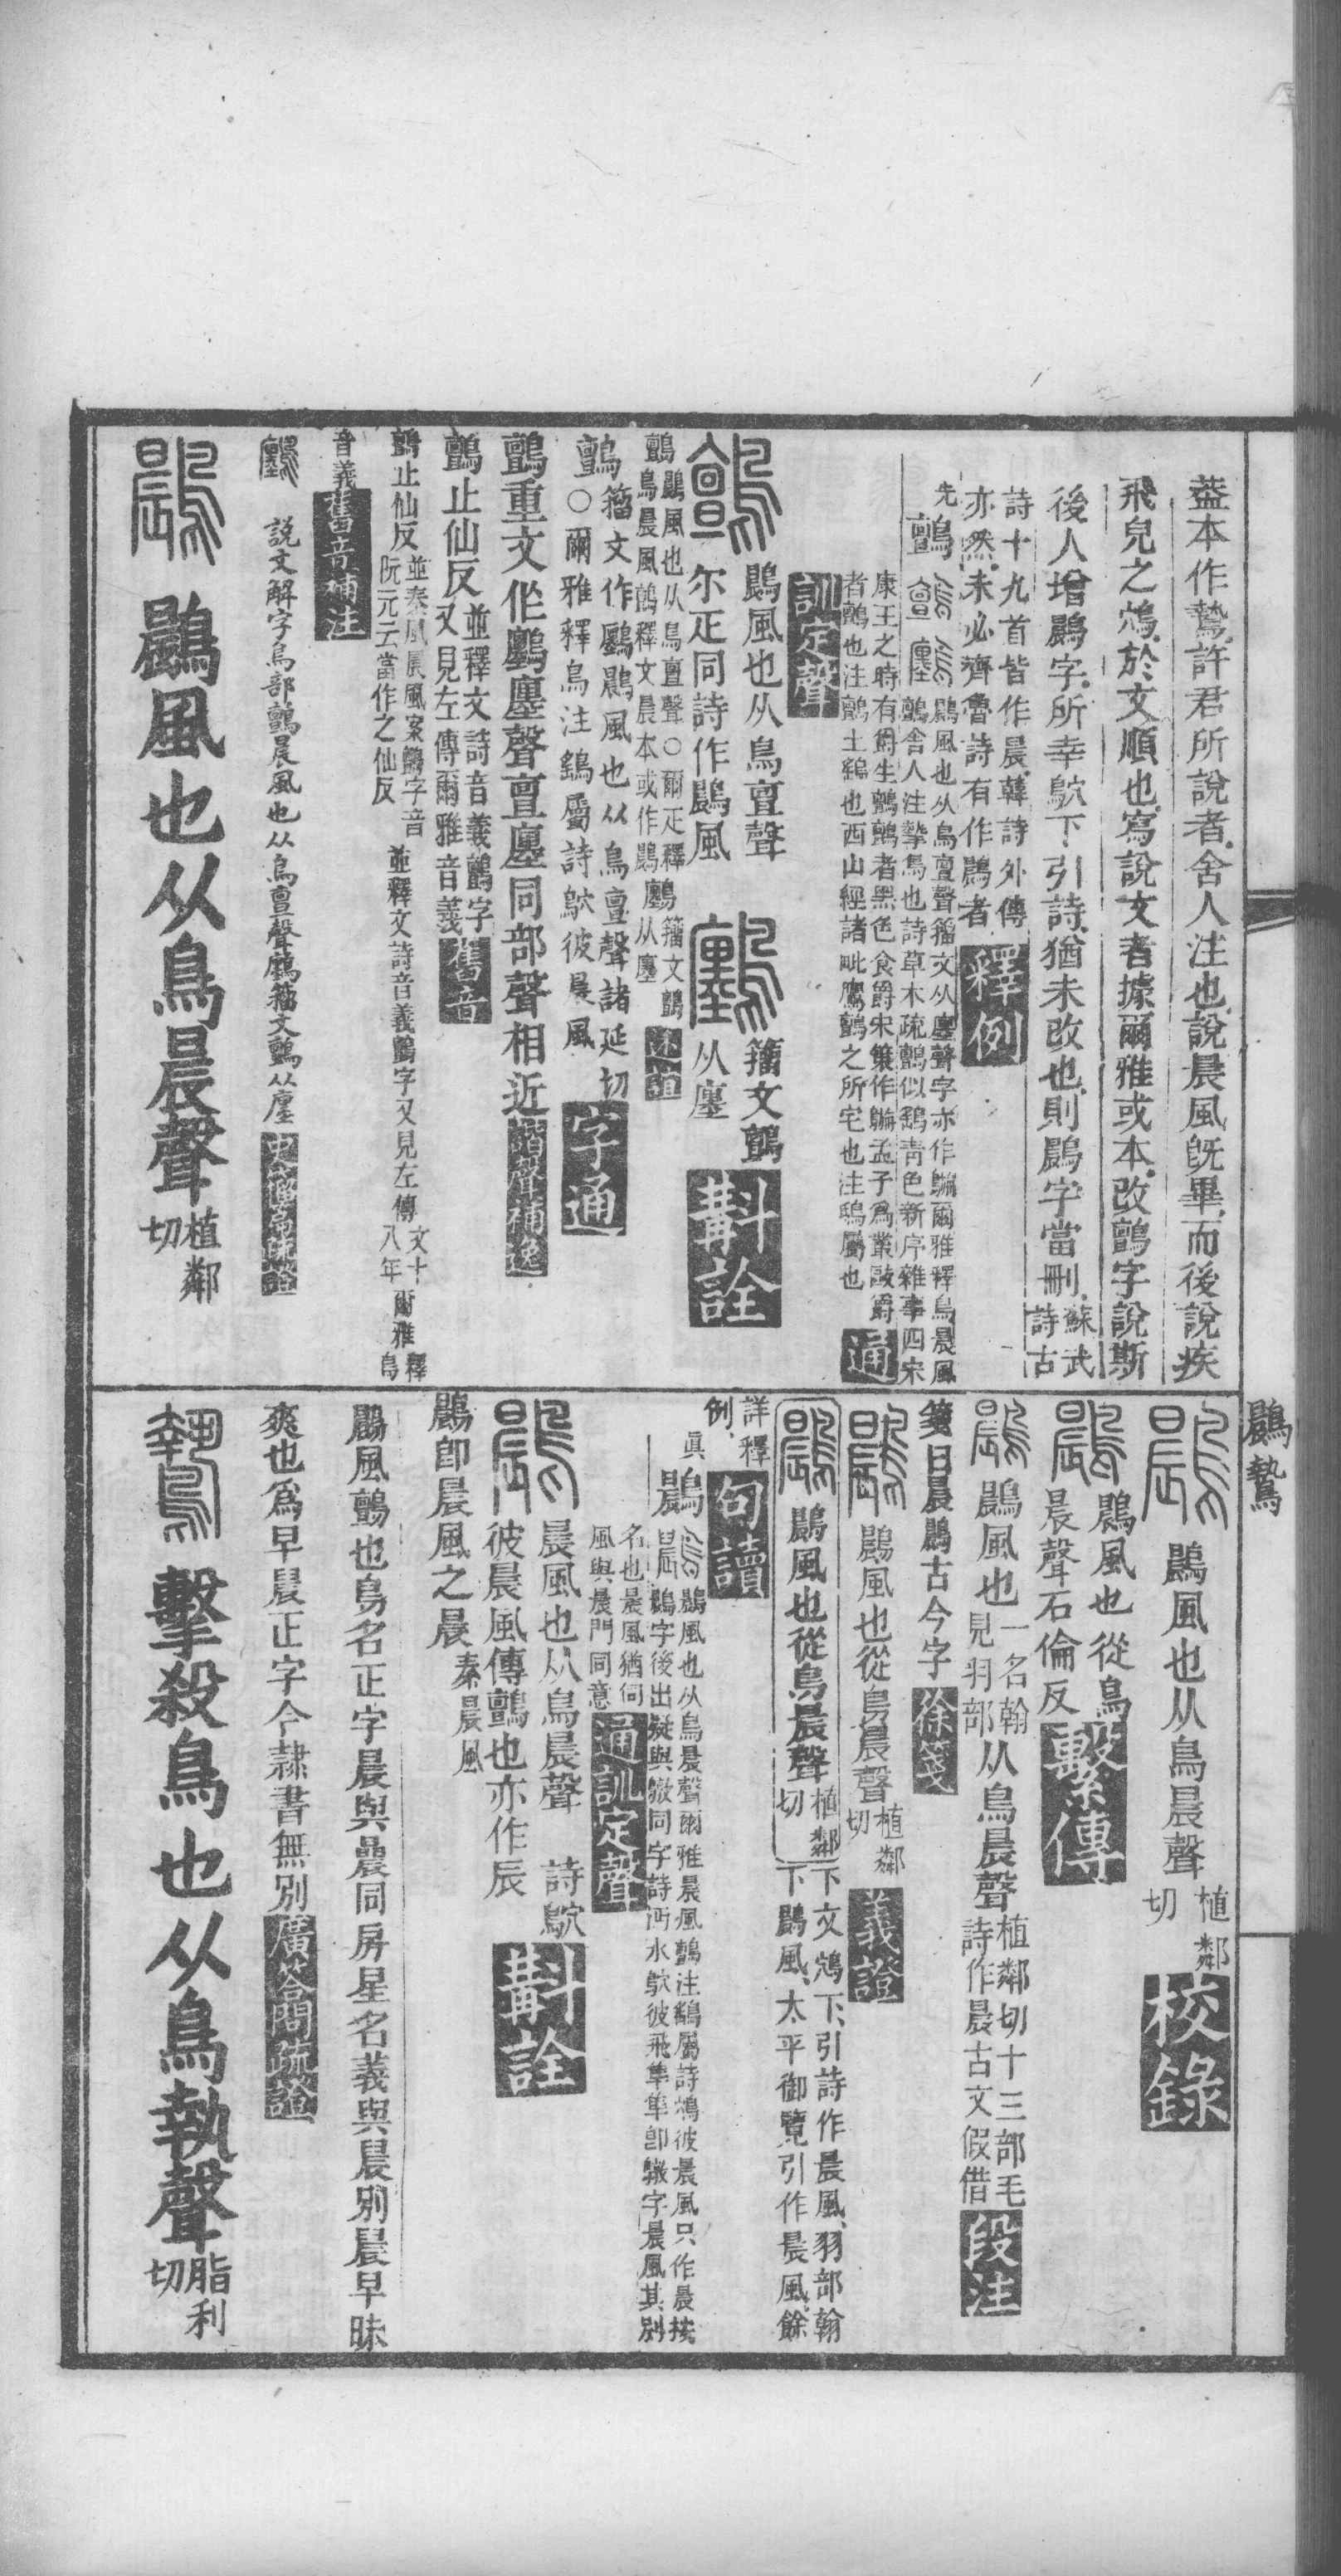 蓋本作鷙許君所說者舍人注也說晨風旣畢而後說疾
飛皃之鴥於文順也寫說文者據爾雅或本改鸇字說斯
後人增鷐字所幸鴥下引詩猶未改也則鷐字當刪蘇武
詩古
詩十九首皆作晨韓詩外傳
亦然未必齊魯詩有作鷐者釋例
先鸇
鷐風也从鳥亶聲籀文从廛聲字亦作鶣爾雅釋鳥晨風
鸇舍人注摯鳥也詩草木疏鸇似鷂靑色新序雜事四宋
康王之時有爵生鸇鸇者黑色食爵宋策作鶣孟子爲叢敺爵
者鸇也注鸇土鷂也西山經諸毗鷹鸇之所宅也注鴟屬也
通
訓定聲
鷐風也从鳥亶聲
尒疋同詩作鷐風
籀文鸇
从廛
斠詮
鸇鷐風也从鳥亶聲○爾疋釋
鳥晨風鸇釋文晨本或作鷐
籀文鸇
从廛
述誼
鸇籀文作鷐風也从鳥亶聲諸延切
○爾雅釋鳥注鷂屬詩鴥彼晨風
字通
鸇重文作廛聲亶廛同部聲相近諧聲補逸
鸇止仙反並釋文詩音義鸇字
又見左傳爾雅音義
舊音
鸇止仙反並秦風晨風案鸇字音
阮元云當作之仙反
並釋文詩音義鸇字又見左傳文十
八年
爾雅釋
鳥
音義舊音補注
說文解字鳥部鸇晨風也从鳥亶聲籀文鸇从廛
鷐風也从鳥晨聲植鄰
切
鷐鷙
鷐風也从鳥晨聲植鄰
切
校錄
鷐風也從鳥
晨聲石倫反
繫傳
鷐風也一名翰
見羽部
从鳥晨聲植鄰切十三部毛
詩作晨古文假借
段注
箋曰晨鷐古今字徐箋
鷐風也從鳥晨聲植鄰
切
義證
鷐風也從鳥晨聲植鄰
切
下文鴥下引詩作晨風羽部翰
下鷐風太平御覽引作晨風餘
詳釋
例
句讀
眞鷐
鷐風也从鳥晨聲爾雅晨風鸇注鷂屬詩鴥彼晨風只作晨按
鷐字後出疑與同字詩沔水鴥彼飛隼隼卽字晨風其別
名也晨風猶伺
風與晨門同意
通訓定聲
晨風也从鳥晨聲 詩鴥
彼晨風傳鸇也亦作辰
斠詮
鷐卽晨風之晨秦晨風
鷐風鸇也鳥名正字晨與曟同房星名義與晨別晨早昧
爽也爲早晨正字今隷書無別廣答問疏證
擊殺鳥也从鳥執聲脂利
切